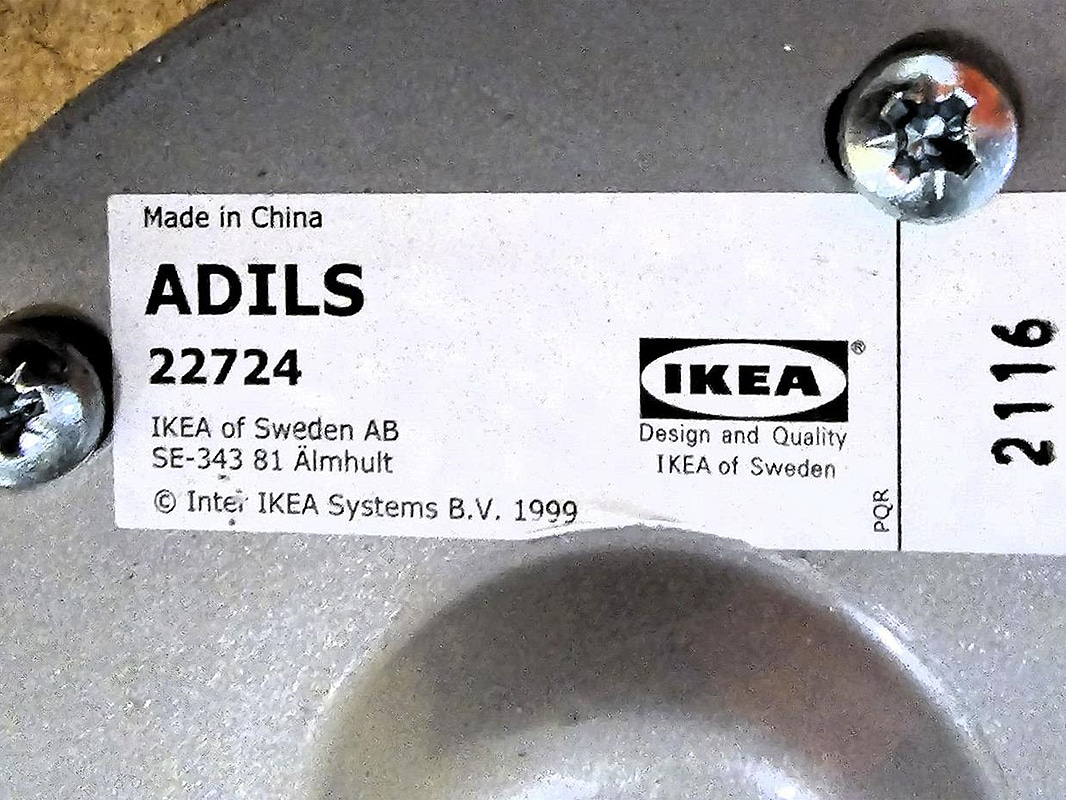 Made in China
ADILS
22724
IKEA of Sweden AB
SE-343 81 Älmhult
© Inter IKEA Systems B.V. 1999
IKEA®
Design and Quality
IKEA of Sweden
PQR
2116